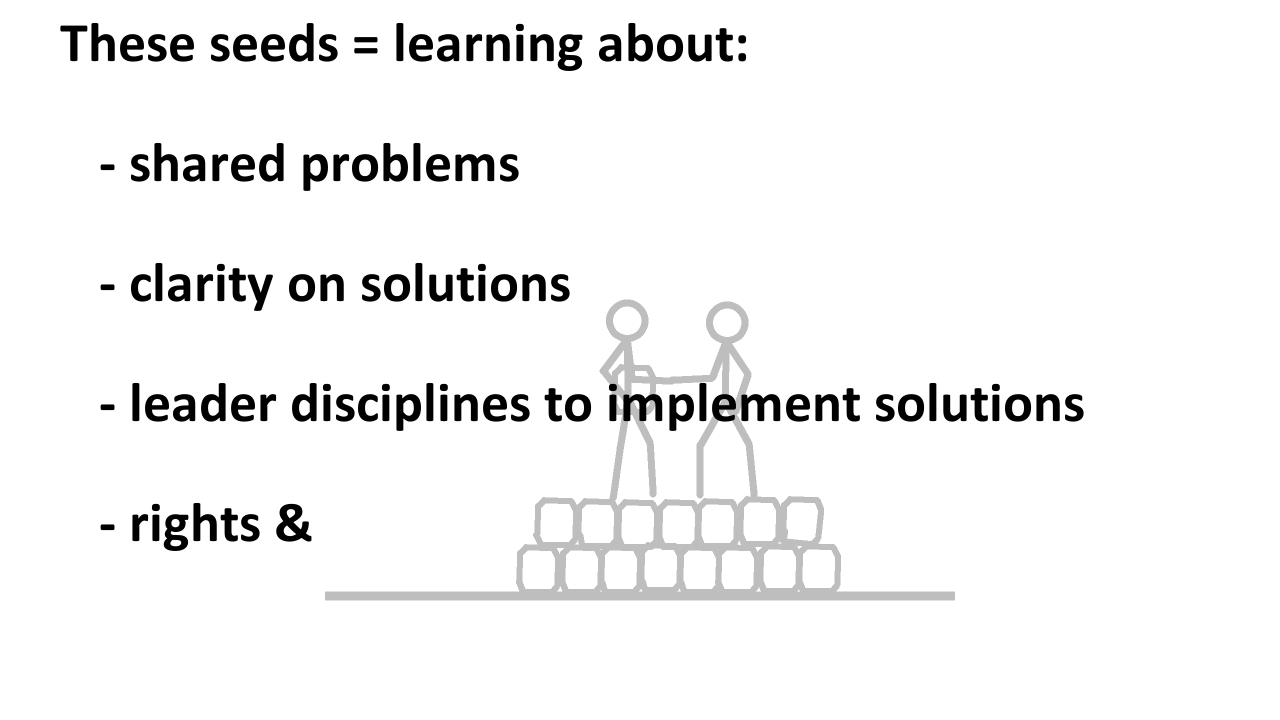 These seeds = learning about:
- shared problems
- clarity on solutions
- leader disciplines to implement solutions
- rights &